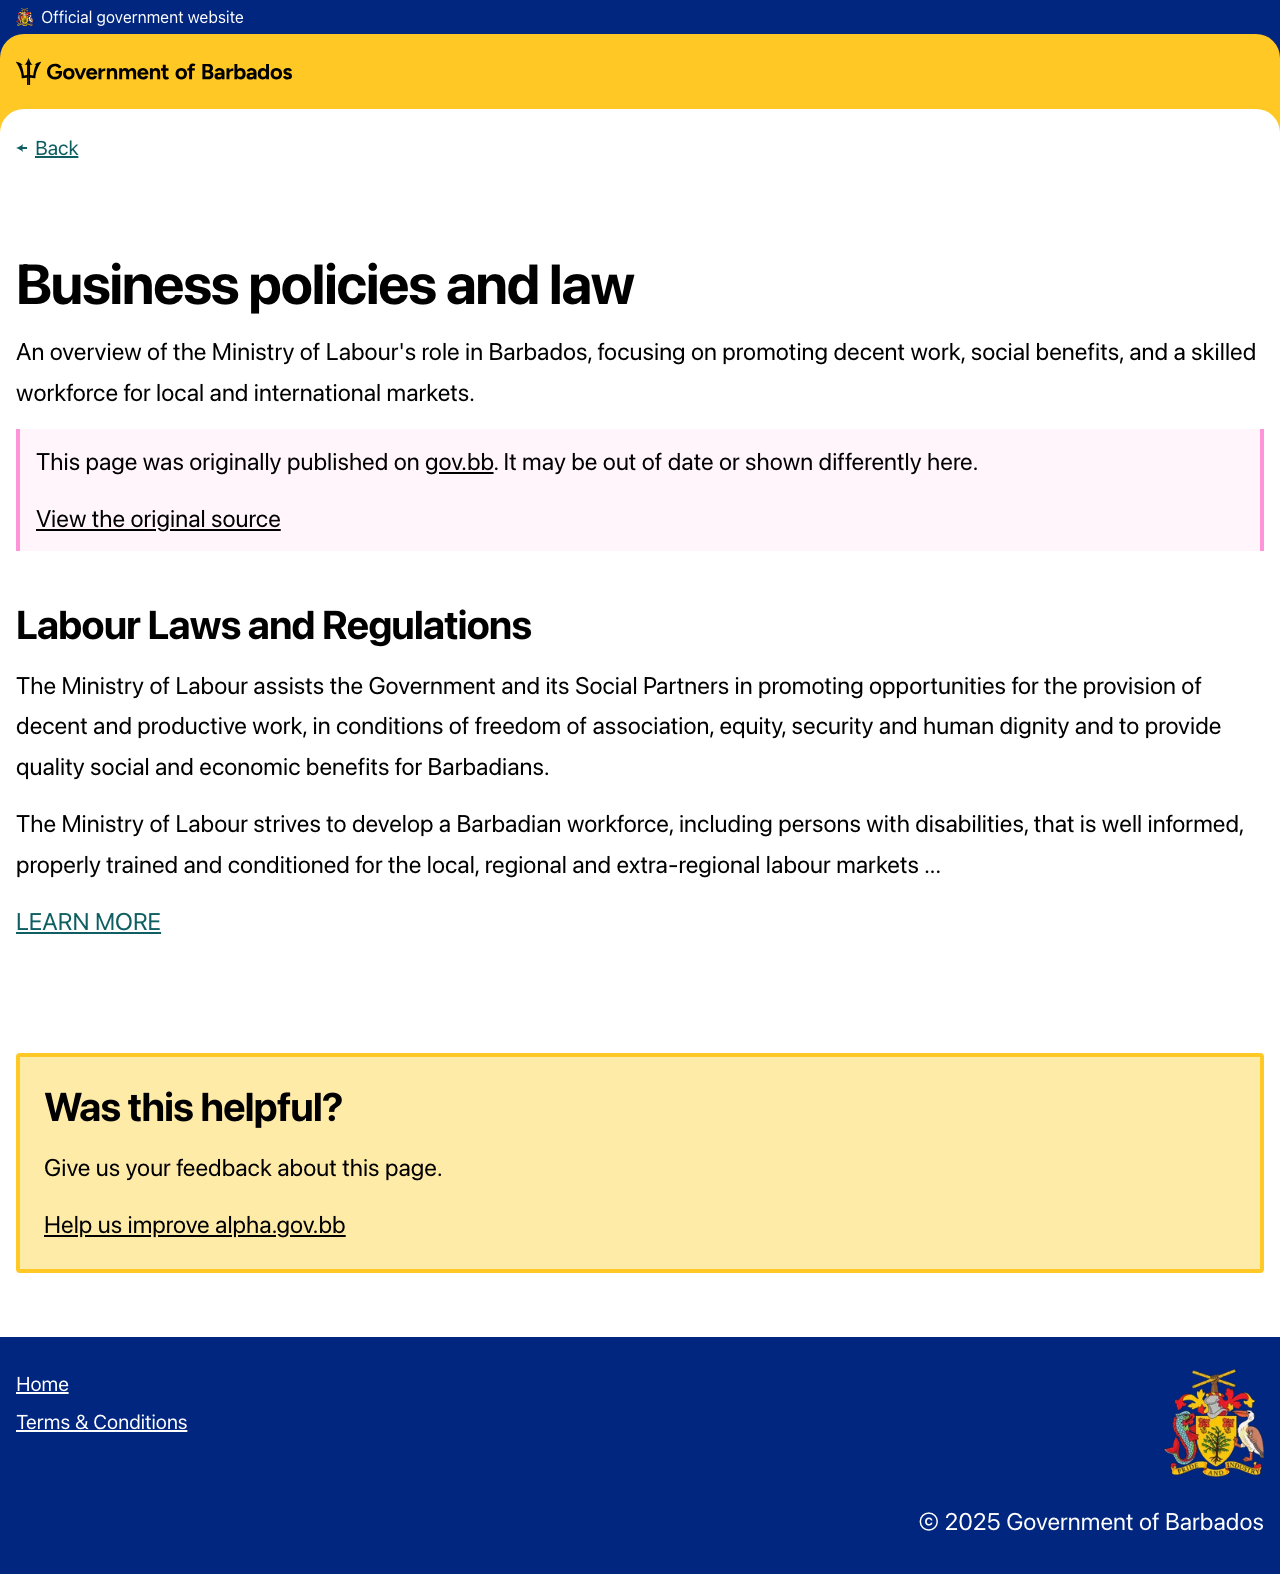 Official government website
Government of Barbados
Back
Business policies and law
An overview of the Ministry of Labour's role in Barbados, focusing on promoting decent work, social benefits, and a skilled
workforce for local and international markets.
This page was originally published on gov.bb. It may be out of date or shown differently here.
View the original source
Labour Laws and Regulations
The Ministry of Labour assists the Government and its Social Partners in promoting opportunities for the provision of
decent and productive work, in conditions of freedom of association, equity, security and human dignity and to provide
quality social and economic benefits for Barbadians.
The Ministry of Labour strives to develop a Barbadian workforce, including persons with disabilities, that is well informed,
properly trained and conditioned for the local, regional and extra-regional labour markets ...
LEARN MORE
Was this helpful?
Give us your feedback about this page.
Help us improve alpha.gov.bb
Home
Terms & Conditions
PRIDE AND INDUSTRY
© 2025 Government of Barbados